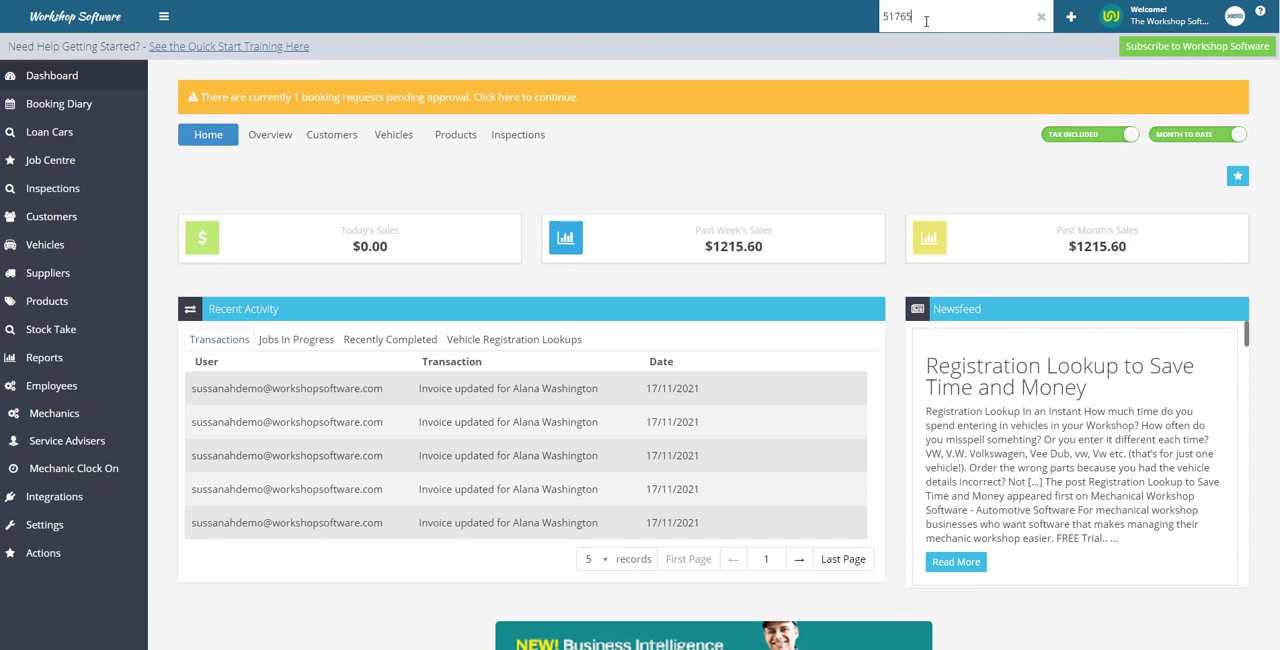 Workshop Software
51765
Welcome!
The Workshop Soft...
xero
Need Help Getting Started? - See the Quick Start Training Here
Subscribe to Workshop Software
Dashboard
Booking Diary
Loan Cars
Job Centre
Inspections
Customers
Vehicles
Suppliers
Products
Stock Take
Reports
Employees
Mechanics
Service Advisers
Mechanic Clock On
Integrations
Settings
Actions
There are currently 1 booking requests pending approval. Click here to continue.
Home Overview Customers Vehicles Products Inspections
TAX INCLUDED
MONTH TO DATE
Today's Sales
$0.00
Past Week's Sales
$1215.60
Past Month's Sales
$1215.60
Recent Activity
Transactions Jobs In Progress Recently Completed Vehicle Registration Lookups
User Transaction Date
sussanahdemo@workshopsoftware.com Invoice updated for Alana Washington 17/11/2021
sussanahdemo@workshopsoftware.com Invoice updated for Alana Washington 17/11/2021
sussanahdemo@workshopsoftware.com Invoice updated for Alana Washington 17/11/2021
sussanahdemo@workshopsoftware.com Invoice updated for Alana Washington 17/11/2021
sussanahdemo@workshopsoftware.com Invoice updated for Alana Washington 17/11/2021
5 records First Page ← 1 → Last Page
Newsfeed
Registration Lookup to Save
Time and Money
Registration Lookup In an Instant How much time do you
spend entering in vehicles in your Workshop? How often do
you misspell somehting? Or you enter it different each time?
VW, V.W. Volkswagen, Vee Dub, vw, Vw etc. (that's for just one
vehicle!). Order the wrong parts because you had the vehicle
details incorrect? Not [...] The post Registration Lookup to Save
Time and Money appeared first on Mechanical Workshop
Software - Automotive Software For mechanical workshop
businesses who want software that makes managing their
mechanic workshop easier. FREE Trial.. ...
Read More
NEW! Business Intelligence